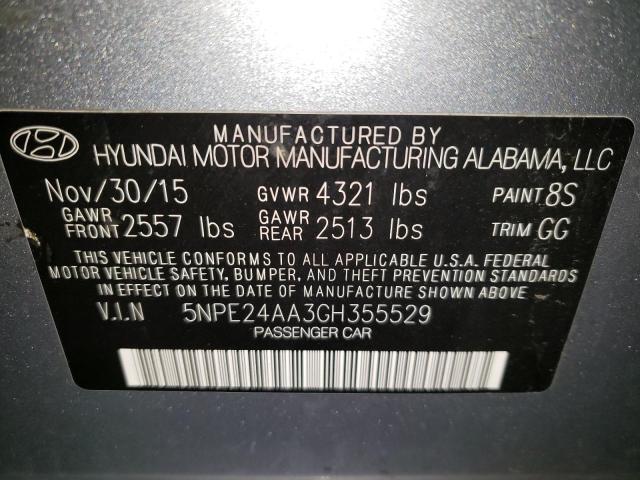 MANUFACTURED BY
HYUNDAI MOTOR MANUFACTURING ALABAMA, LLC
Nov/30/15 GVWR 4321 lbs PAINT 8S
GAWR FRONT 2557 lbs GAWR REAR 2513 lbs TRIM GG
THIS VEHICLE CONFORMS TO ALL APPLICABLE U.S.A. FEDERAL
MOTOR VEHICLE SAFETY, BUMPER, AND THEFT PREVENTION STANDARDS
IN EFFECT ON THE DATE OF MANUFACTURE SHOWN ABOVE.
V.I.N 5NPE24AA3GH355529
PASSENGER CAR